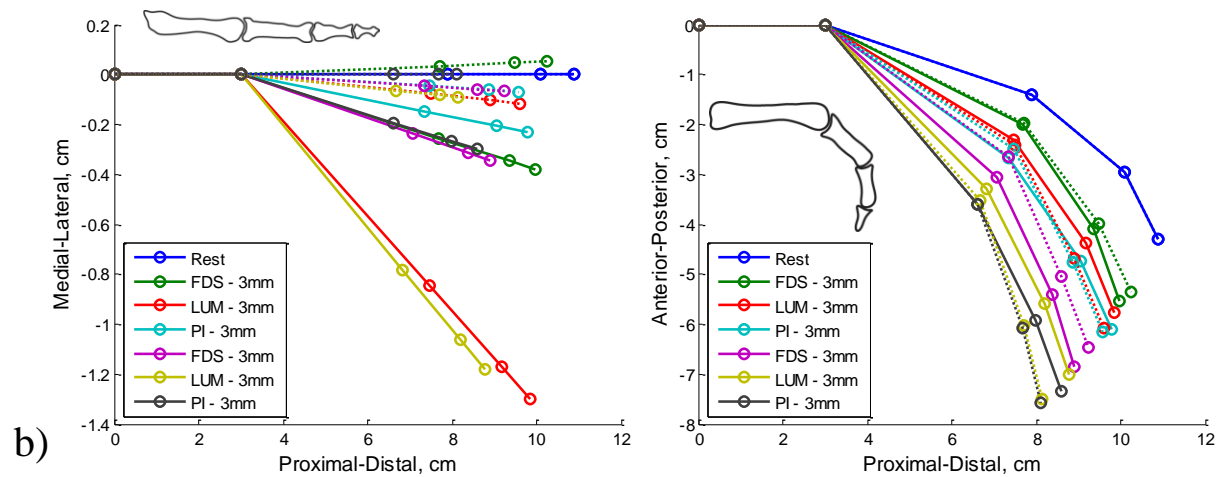 0.2
0
-0.2
-0.4
-0.6
-0.8
-1
-1.2
-1.4
Medial-Lateral, cm
Rest
FDS - 3mm
LUM - 3mm
PI - 3mm
FDS - 3mm
LUM - 3mm
PI - 3mm
0 2 4 6 8 10 12
Proximal-Distal, cm
b)
0
-1
-2
-3
-4
-5
-6
-7
-8
Anterior-Posterior, cm
Rest
FDS - 3mm
LUM - 3mm
PI - 3mm
FDS - 3mm
LUM - 3mm
PI - 3mm
0 2 4 6 8 10 12
Proximal-Distal, cm